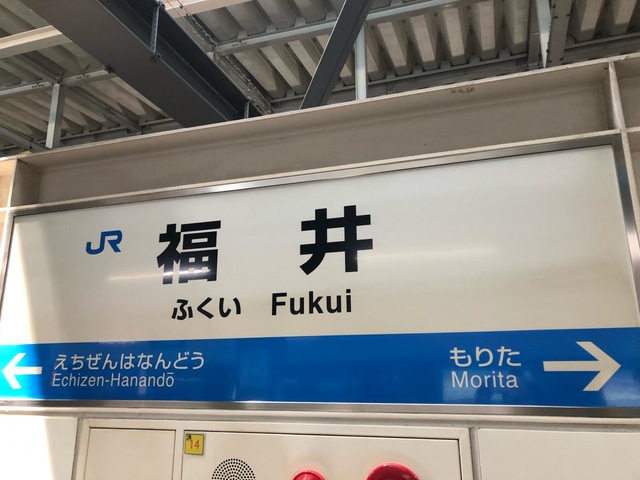 JR 福井
ふくい Fukui
えちぜんはなんどう
Echizen-Hanandō
もりた
Morita
14